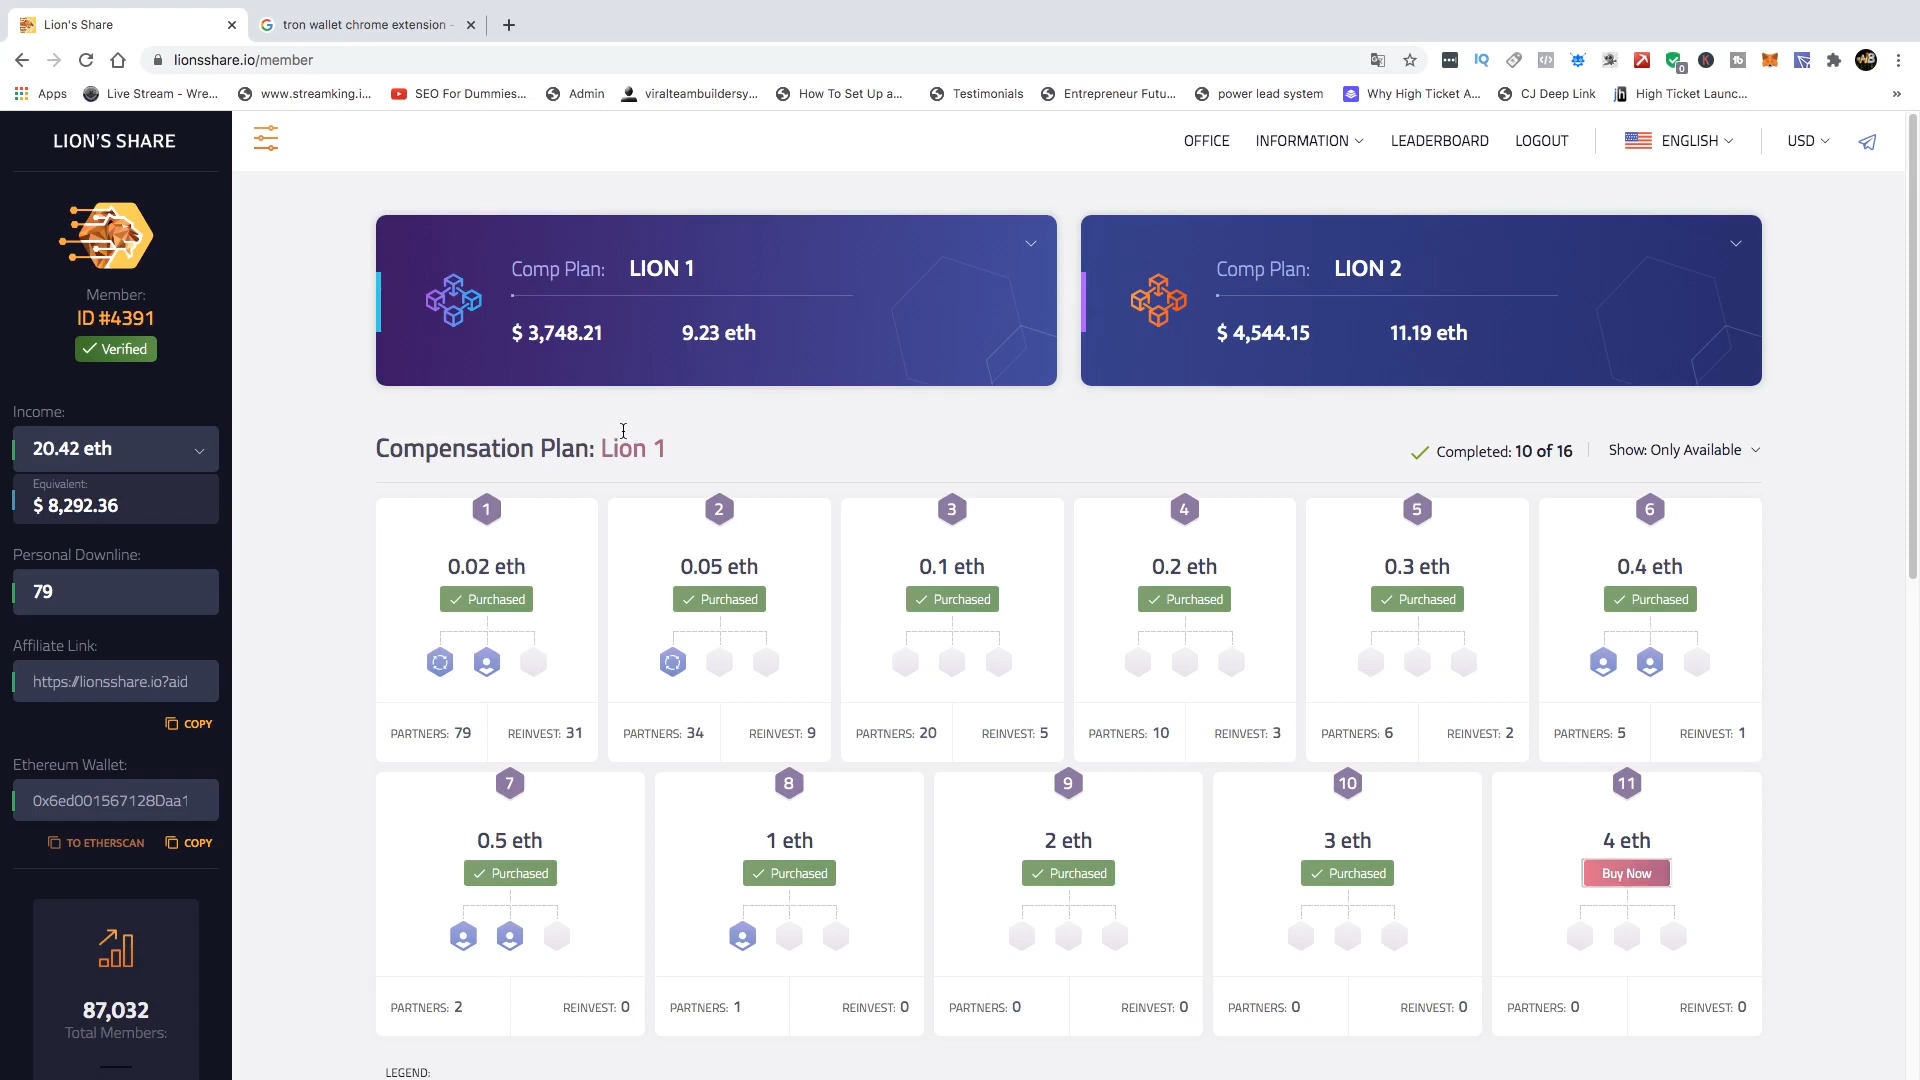 Lion's Share
tron wallet chrome extension -
lionsshare.io/member
Apps
Live Stream - Wre...
www.streamking.i...
SEO For Dummies...
Admin
viralteambuildersy...
How To Set Up a...
Testimonials
Entrepreneur Futu...
power lead system
Why High Ticket A...
CJ Deep Link
High Ticket Launc...
LION'S SHARE
OFFICE
INFORMATION
LEADERBOARD
LOGOUT
ENGLISH
USD
Member:
ID #4391
Verified
Income:
20.42 eth
Equivalent:
$ 8,292.36
Personal Downline:
79
Affiliate Link:
https://lionsshare.io?aid
COPY
Ethereum Wallet:
0x6ed001567128Daa1
TO ETHERSCAN
COPY
87,032
Total Members:
Comp Plan: LION 1
$ 3,748.21 9.23 eth
Comp Plan: LION 2
$ 4,544.15 11.19 eth
Compensation Plan: Lion 1
Completed: 10 of 16
Show: Only Available
1
0.02 eth
Purchased
PARTNERS: 79 REINVEST: 31
2
0.05 eth
Purchased
PARTNERS: 34 REINVEST: 9
3
0.1 eth
Purchased
PARTNERS: 20 REINVEST: 5
4
0.2 eth
Purchased
PARTNERS: 10 REINVEST: 3
5
0.3 eth
Purchased
PARTNERS: 6 REINVEST: 2
6
0.4 eth
Purchased
PARTNERS: 5 REINVEST: 1
7
0.5 eth
Purchased
PARTNERS: 2 REINVEST: 0
8
1 eth
Purchased
PARTNERS: 1 REINVEST: 0
9
2 eth
Purchased
PARTNERS: 0 REINVEST: 0
10
3 eth
Purchased
PARTNERS: 0 REINVEST: 0
11
4 eth
Buy Now
PARTNERS: 0 REINVEST: 0
LEGEND: